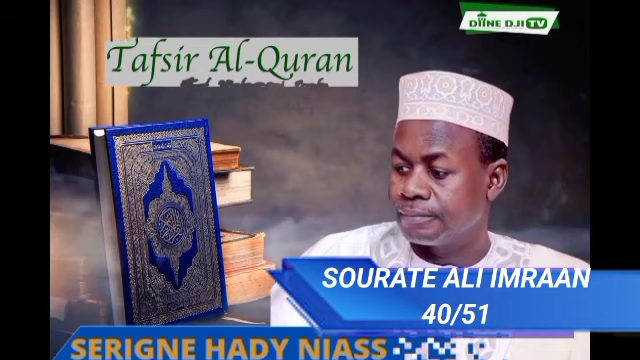 DIINE DJI TV
Tafsir Al-Quran
SOURATE ALI IMRAAN
40/51
SERIGNE HADY NIASS